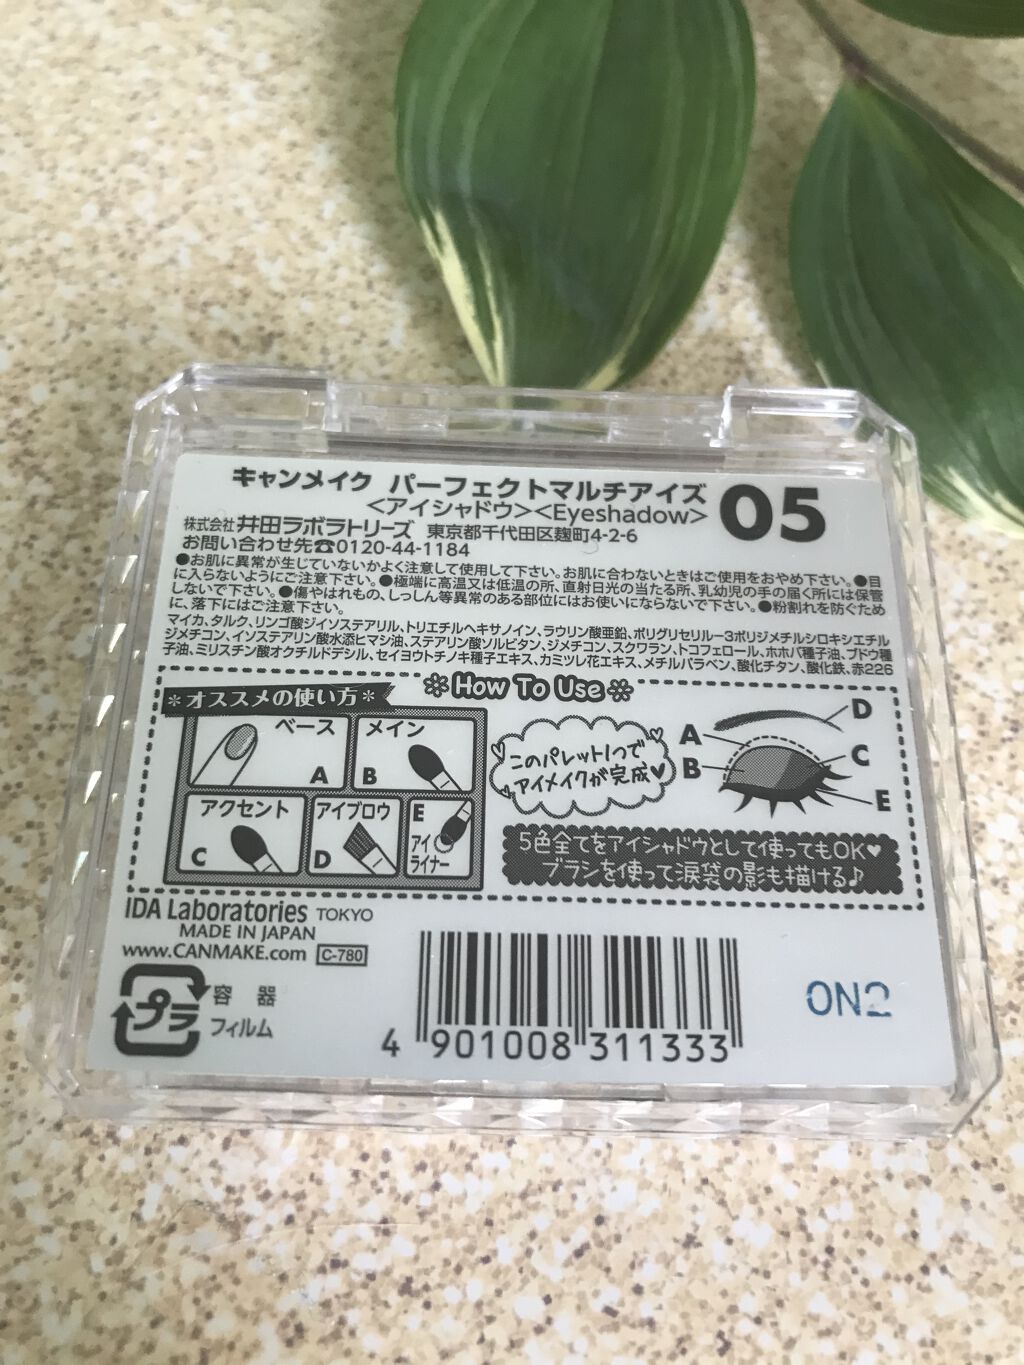 キャンメイク パーフェクトマルチアイズ
<アイシャドウ><Eyeshadow>
05
株式会社 井田ラボラトリーズ 東京都千代田区麹町4-2-6
お問い合わせ先☎0120-44-1184
●お肌に異常が生じていないかよく注意して使用して下さい。お肌に合わないときはご使用をおやめ下さい。●目
に入らないようにご注意下さい。●極端に高温又は低温の所、直射日光の当たる所、乳幼児の手の届く所には保管
しないで下さい。●傷やはれもの、しっしん等異常のある部位にはお使いにならないで下さい。●粉割れを防ぐため
に、落下にはご注意下さい。
マイカ、タルク、リンゴ酸ジイソステアリル、トリエチルヘキサノイン、ラウリン酸亜鉛、ポリグリセリル-3ポリジメチルシロキシエチル
ジメチコン、イソステアリン酸水添ヒマシ油、ステアリン酸ソルビタン、ジメチコン、スクワラン、トコフェロール、ホホバ種子油、ブドウ種
子油、ミリスチン酸オクチルドデシル、セイヨウトチノキ種子エキス、カミツレ花エキス、メチルパラベン、酸化チタン、酸化鉄、赤226
*オススメの使い方*
How To Use
ベース
A
メイン
B
アクセント
C
アイブロウ
D
E
アイ
ライナー
このパレット1つで
アイメイクが完成♥
A
B
D
C
E
5色全てをアイシャドウとして使ってもOK♥
ブラシを使って涙袋の影も描ける♪
IDA Laboratories TOKYO
MADE IN JAPAN
www.CANMAKE.com C-780
プラ
容 器
フィルム
4 901008 311333
ON2